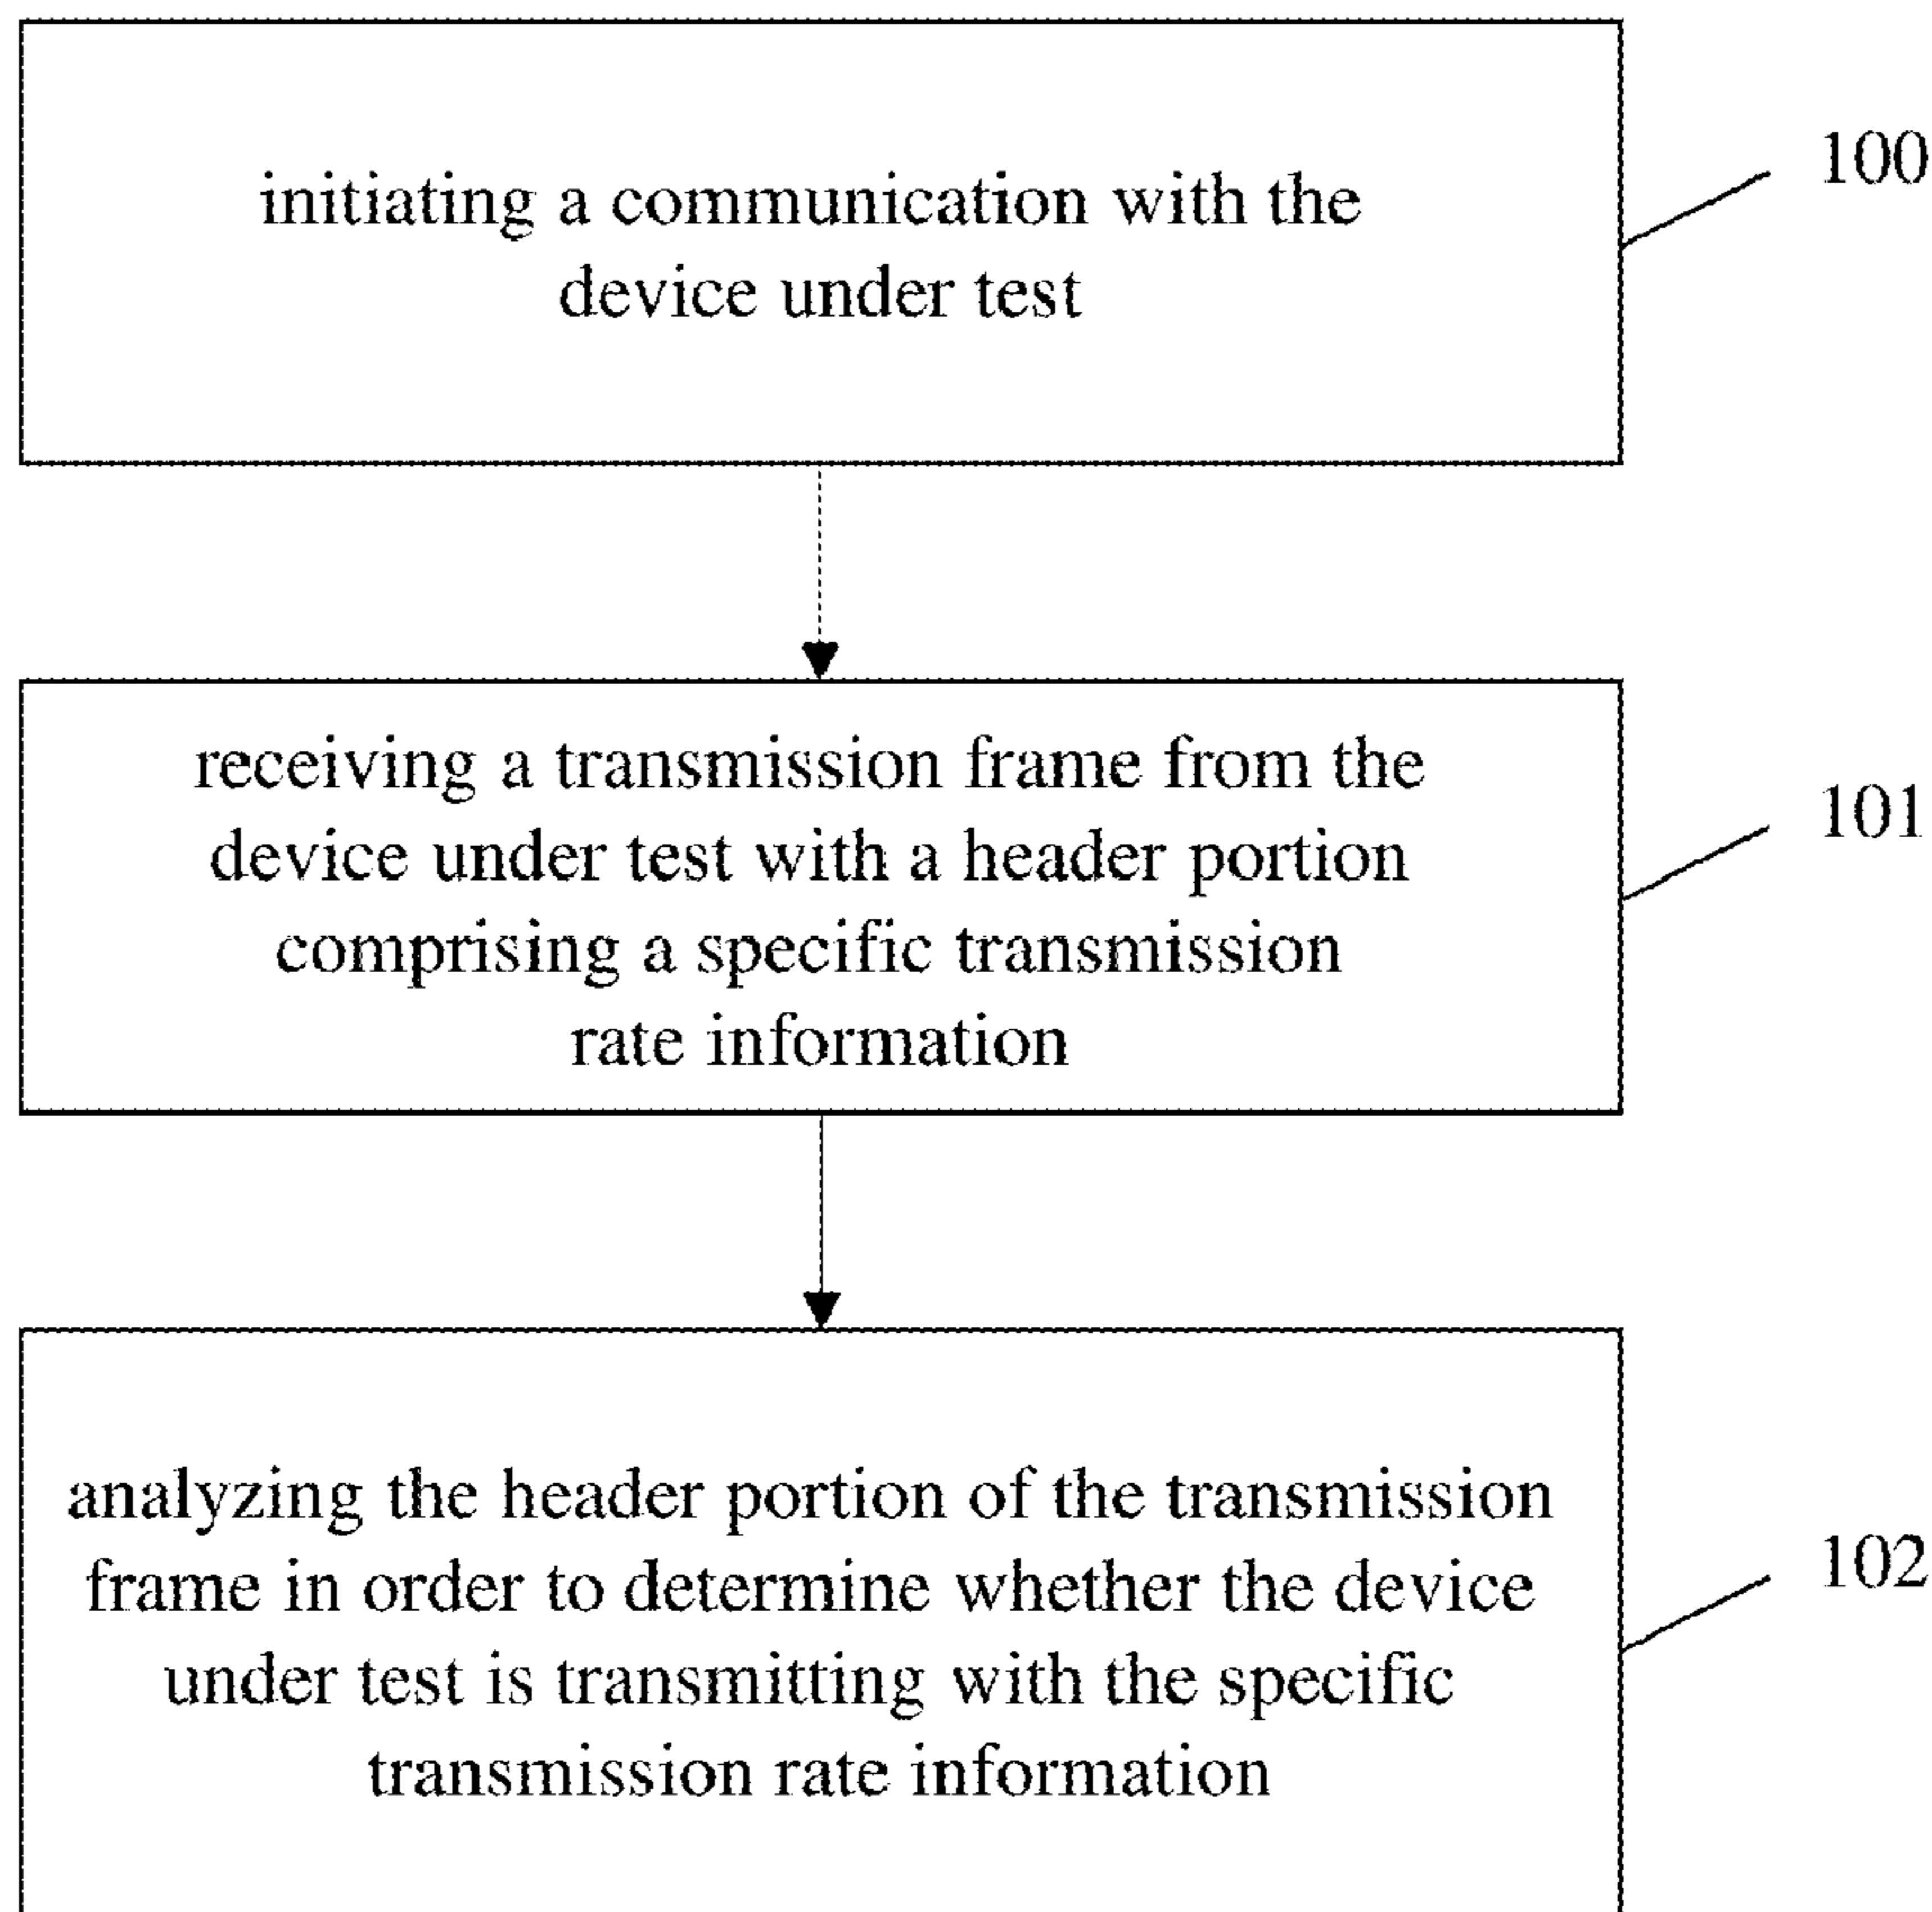 initiating a communication with the
device under test
100
receiving a transmission frame from the
device under test with a header portion
comprising a specific transmission
rate information
101
analyzing the header portion of the transmission
frame in order to determine whether the device
under test is transmitting with the specific
transmission rate information
102